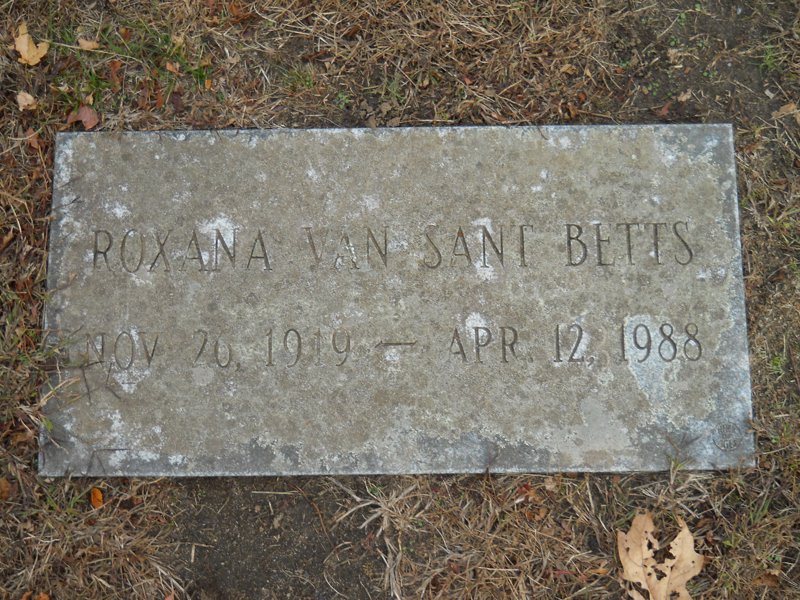 ROXANA VAN SANT BETTS
NOV 26, 1919 — APR. 12, 1988